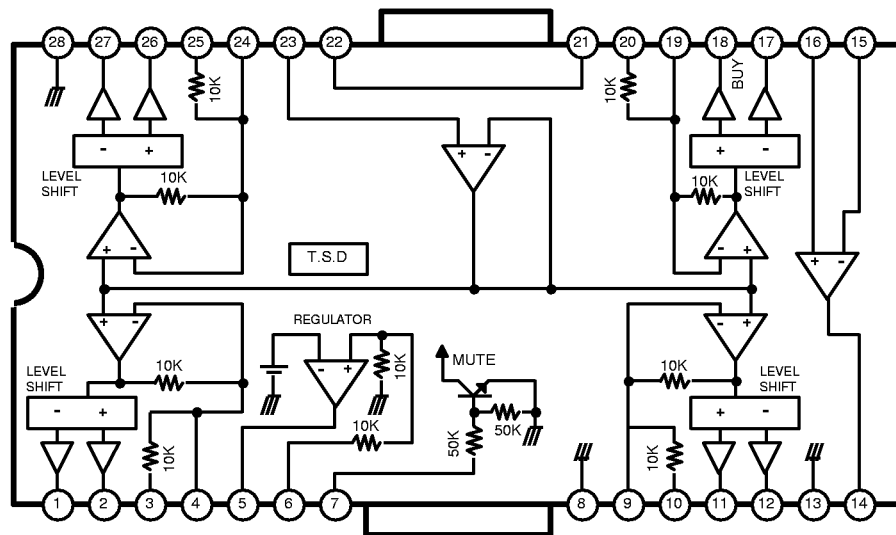 28 27 26 25 24 23 22 21 20 19 18 17 16 15
10K
10K
BUY
- +
+ -
LEVEL
SHIFT
10K
+ -
10K
LEVEL
SHIFT
+ -
- +
+ -
T.S.D
+ -
REGULATOR
- +
- +
LEVEL
SHIFT
10K
- +
10K
MUTE
10K
LEVEL
SHIFT
+ -
10K
10K
50K
50K
10K
1 2 3 4 5 6 7 8 9 10 11 12 13 14